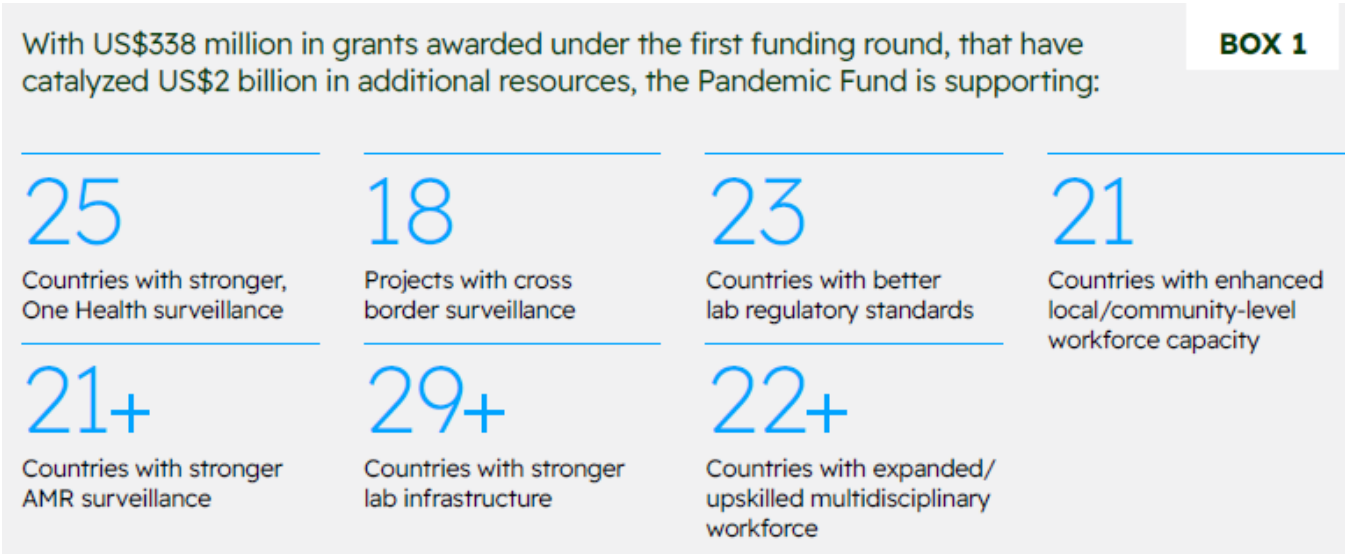 With US$338 million in grants awarded under the first funding round, that have
catalyzed US$2 billion in additional resources, the Pandemic Fund is supporting:
BOX 1
25
Countries with stronger,
One Health surveillance
18
Projects with cross
border surveillance
23
Countries with better
lab regulatory standards
21
Countries with enhanced
local/community-level
workforce capacity
21+
Countries with stronger
AMR surveillance
29+
Countries with stronger
lab infrastructure
22+
Countries with expanded/
upskilled multidisciplinary
workforce